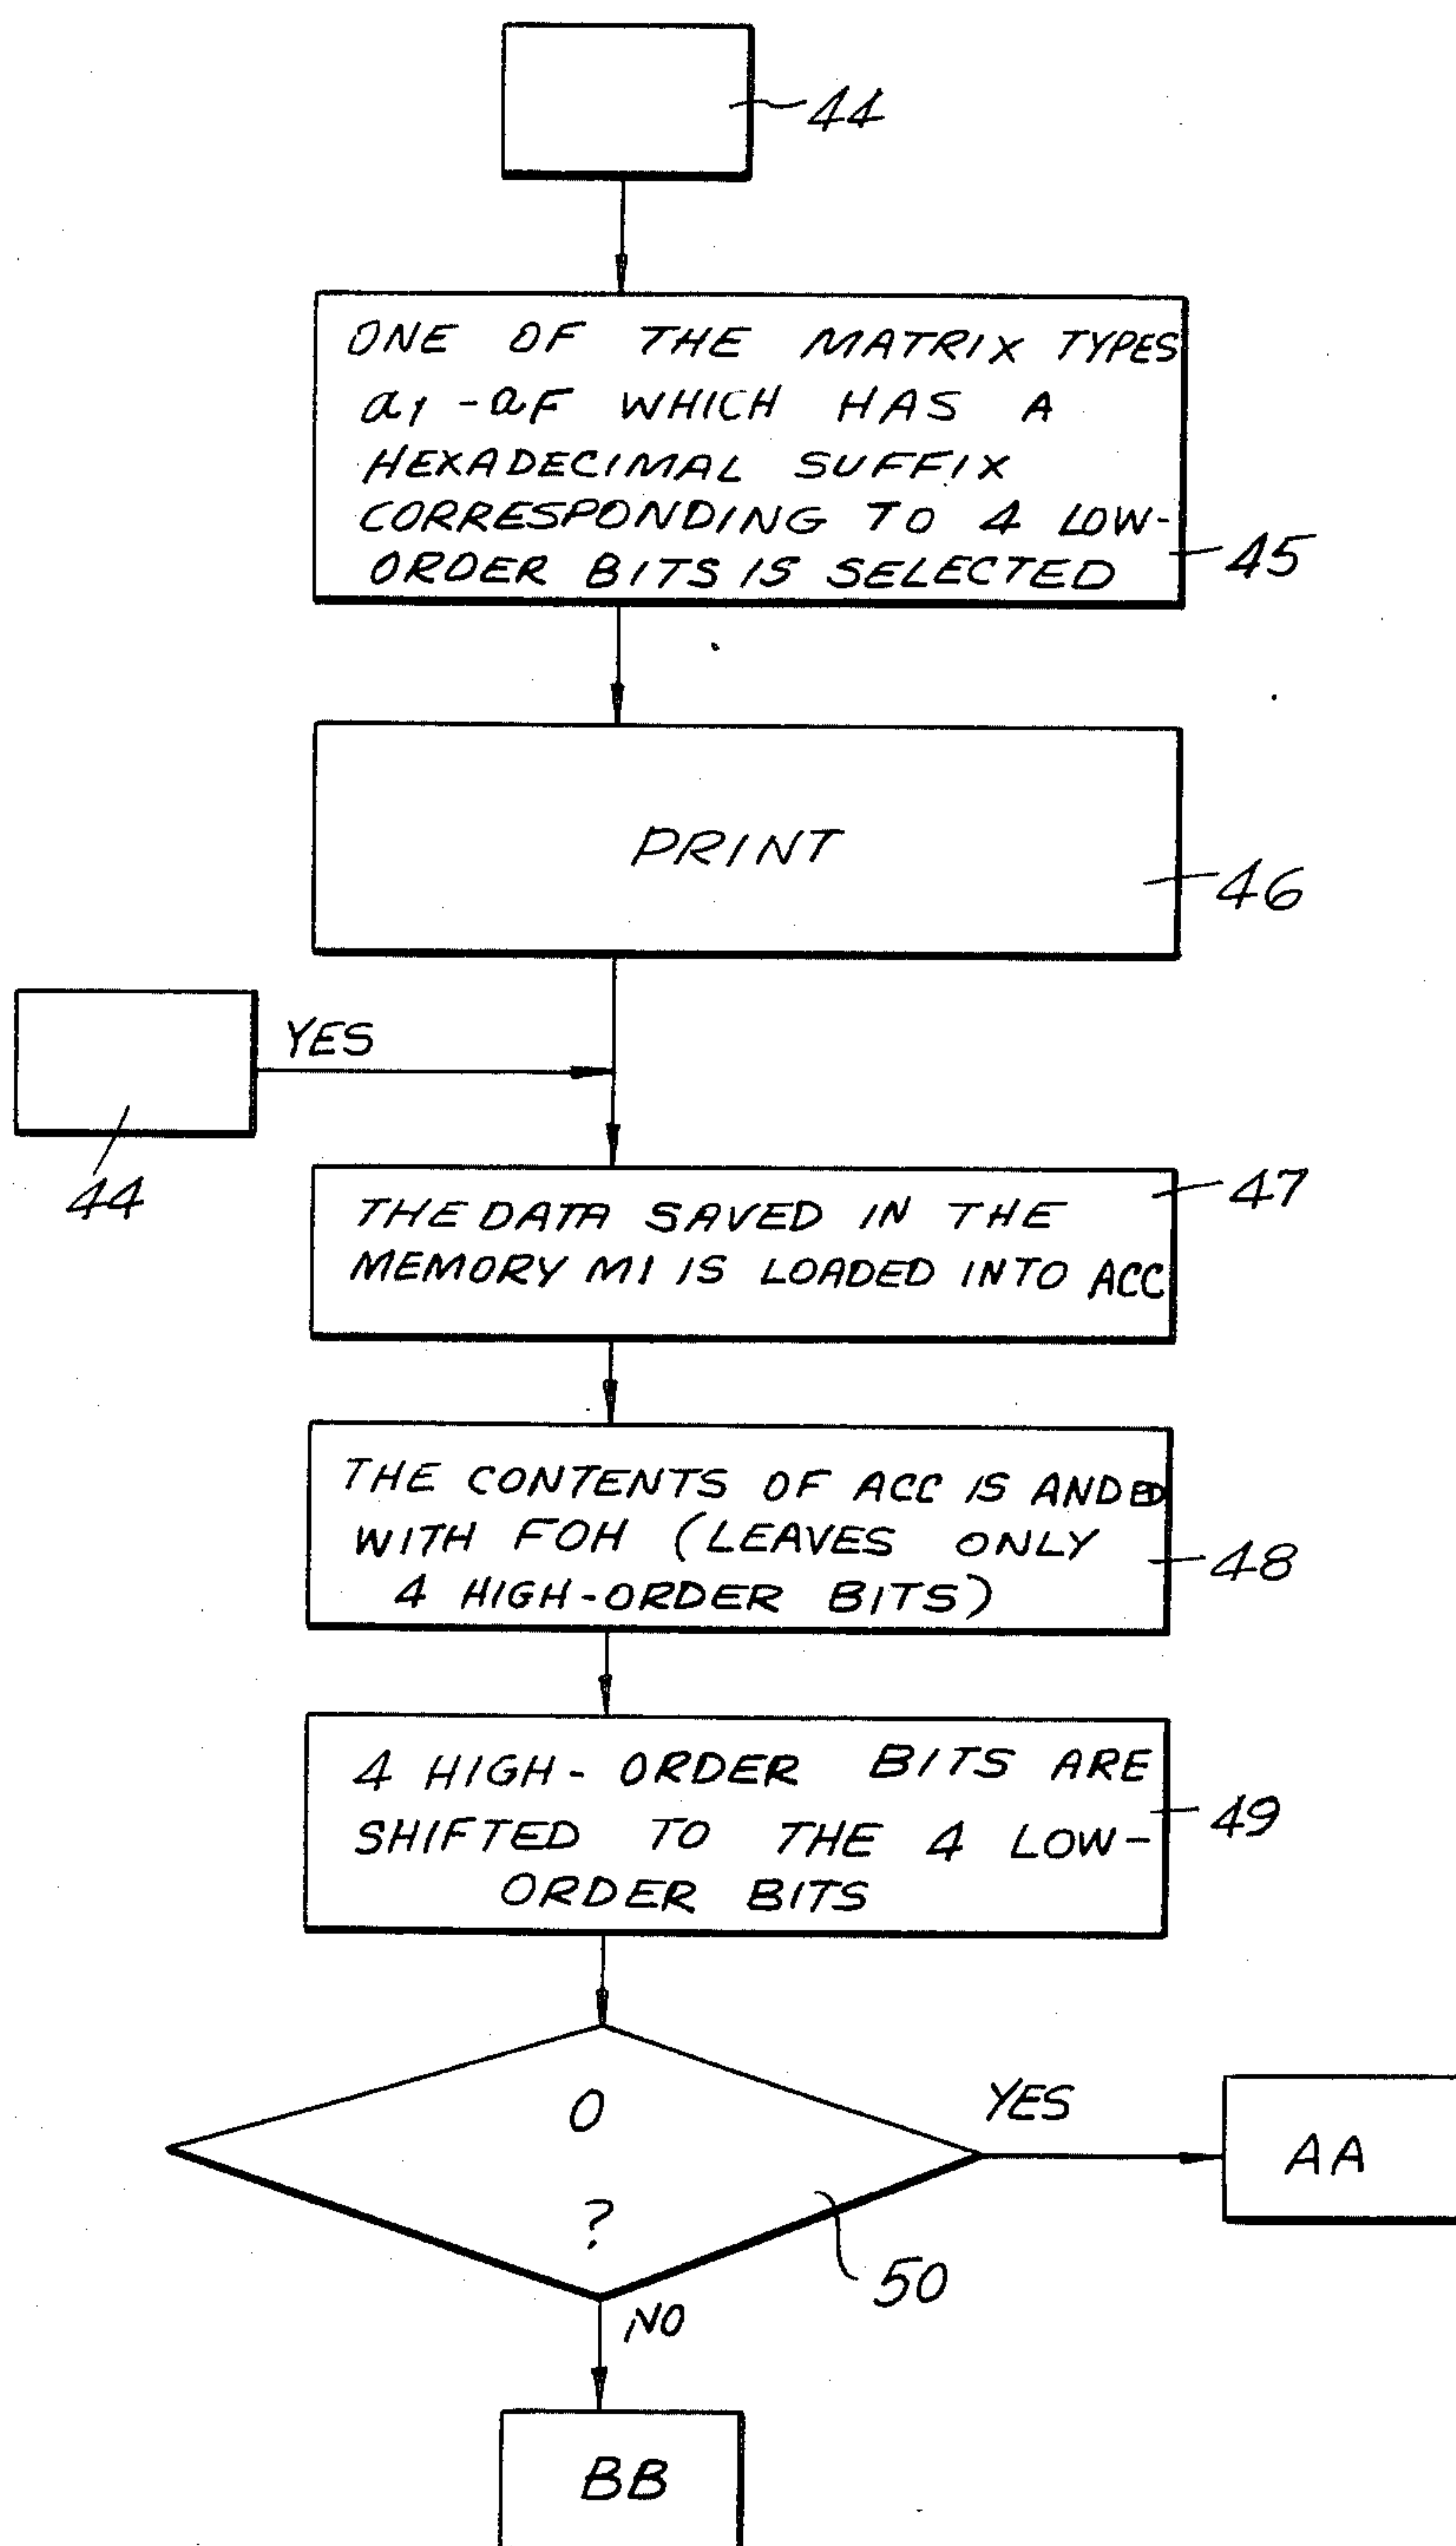 44
ONE OF THE MATRIX TYPES
a1 - aF WHICH HAS A
HEXADECIMAL SUFFIX
CORRESPONDING TO 4 LOW-
ORDER BITS IS SELECTED
45
PRINT
46
YES
44
47
THE DATA SAVED IN THE
MEMORY M1 IS LOADED INTO ACC
THE CONTENTS OF ACC IS ANDED
WITH F0H (LEAVES ONLY
4 HIGH-ORDER BITS)
48
4 HIGH-ORDER BITS ARE
SHIFTED TO THE 4 LOW-
ORDER BITS
49
0
?
50
YES
AA
NO
BB